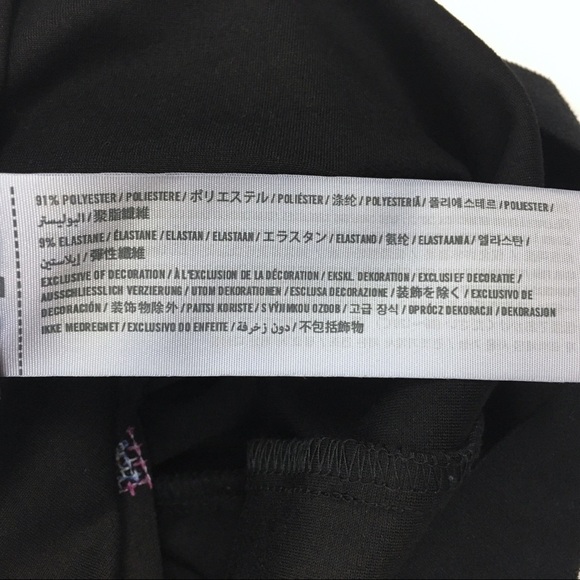 91% POLYESTER / POLIESTERE / ポリエステル / POLIÉSTER / 涤纶 / POLYESTERIÄ / 폴리에스테르 / POLIESTER /
البوليستر / 聚脂纖維
9% ELASTANE / ÉLASTANE / ELASTAN / ELASTAAN / エラスタン / ELASTANO / 氨纶 / ELASTAANIA / 엘라스탄 /
إيلاستين / 彈性纖維
EXCLUSIVE OF DECORATION / À L'EXCLUSION DE LA DÉCORATION / EKSKL. DEKORATION / EXCLUSIEF DECORATIE /
AUSSCHLIESSLICH VERZIERUNG / UTOM DEKORATIONEN / ESCLUSA DECORAZIONE / 装飾を除く / EXCLUSIVO DE
DECORACIÓN / 装饰物除外 / PAITSI KORISTE / S VÝJIMKOU OZDOB / 고급 장식 / OPRÓCZ DEKORACJI / DEKORASJON
IKKE MEDREGNET / EXCLUSIVO DO ENFEITE / دون زخرفة / 不包括飾物